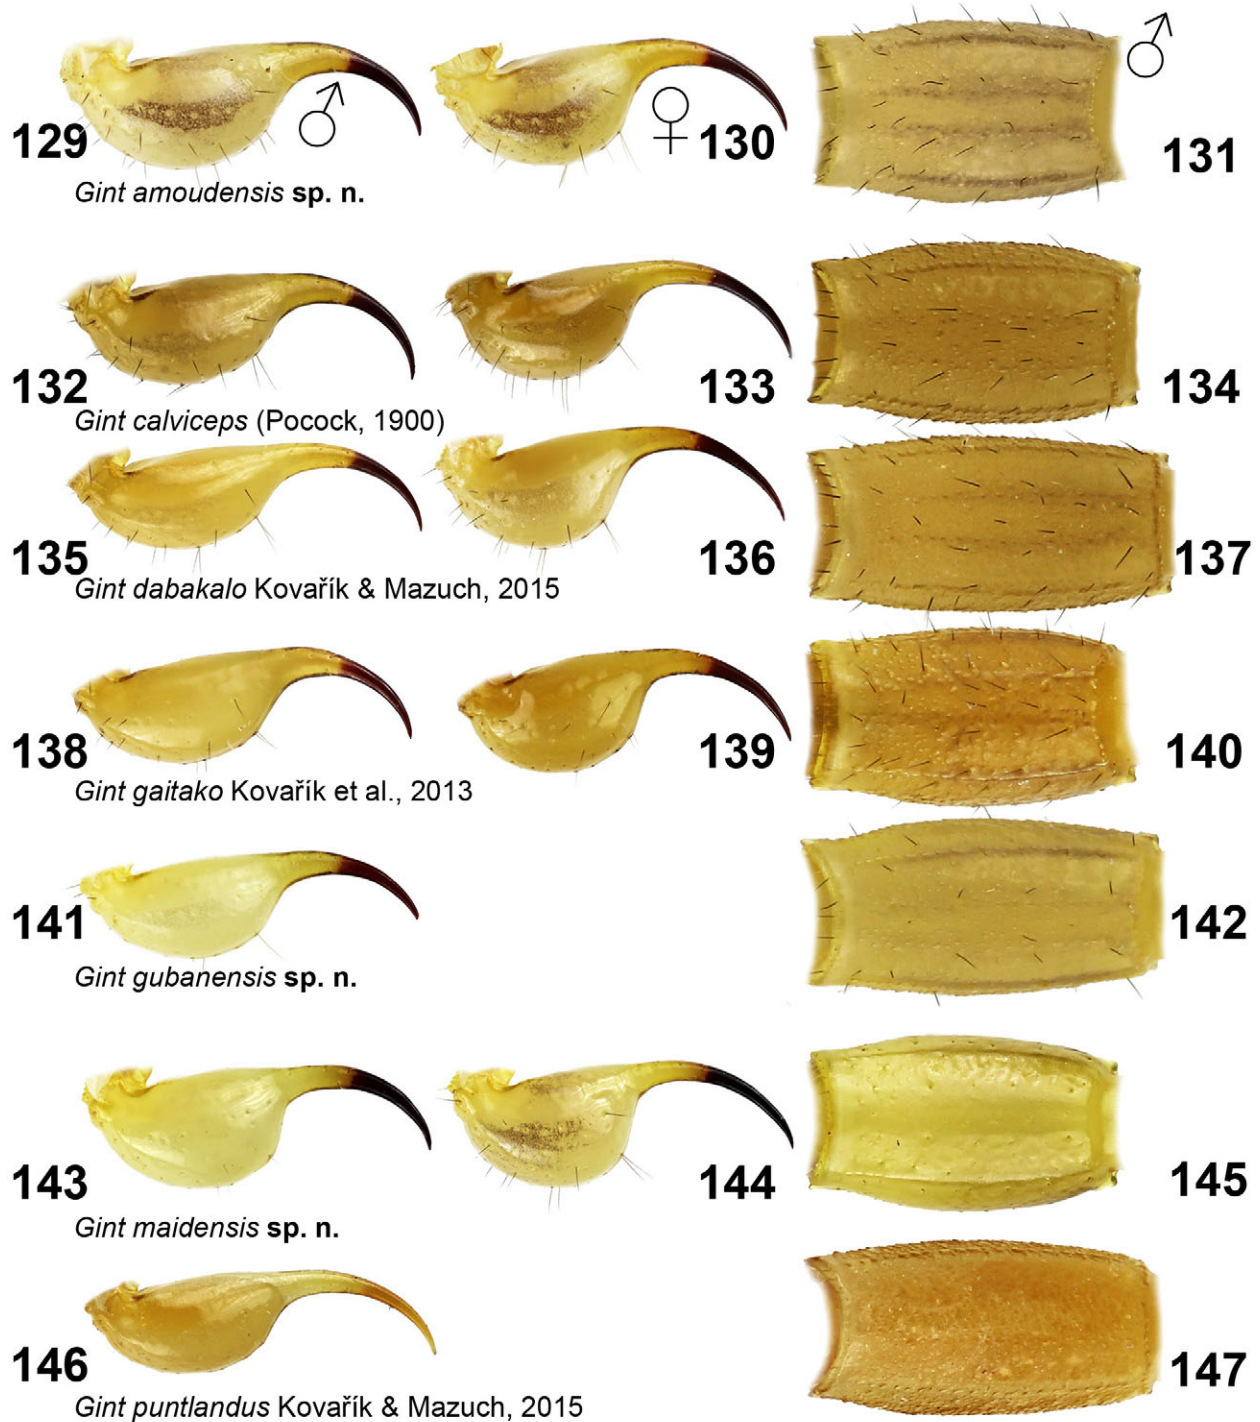 129 ♂ 130 ♀ 131 ♂
Gint amoudensis sp. n.
132 133 134
Gint calviceps (Pocock, 1900)
135 136 137
Gint dabakalo Kovařík & Mazuch, 2015
138 139 140
Gint gaitako Kovařík et al., 2013
141 142
Gint gubanensis sp. n.
143 144 145
Gint maidensis sp. n.
146 147
Gint puntlandus Kovařík & Mazuch, 2015